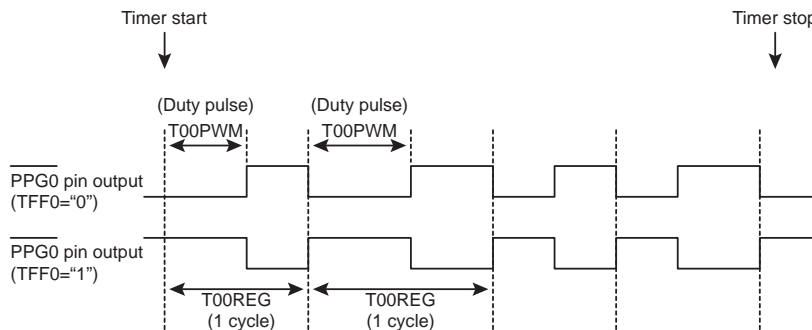 Timer start
Timer stop
(Duty pulse)
T00PWM
(Duty pulse)
T00PWM
PPG0 pin output
(TFF0=“0”)
PPG0 pin output
(TFF0=“1”)
T00REG
(1 cycle)
T00REG
(1 cycle)